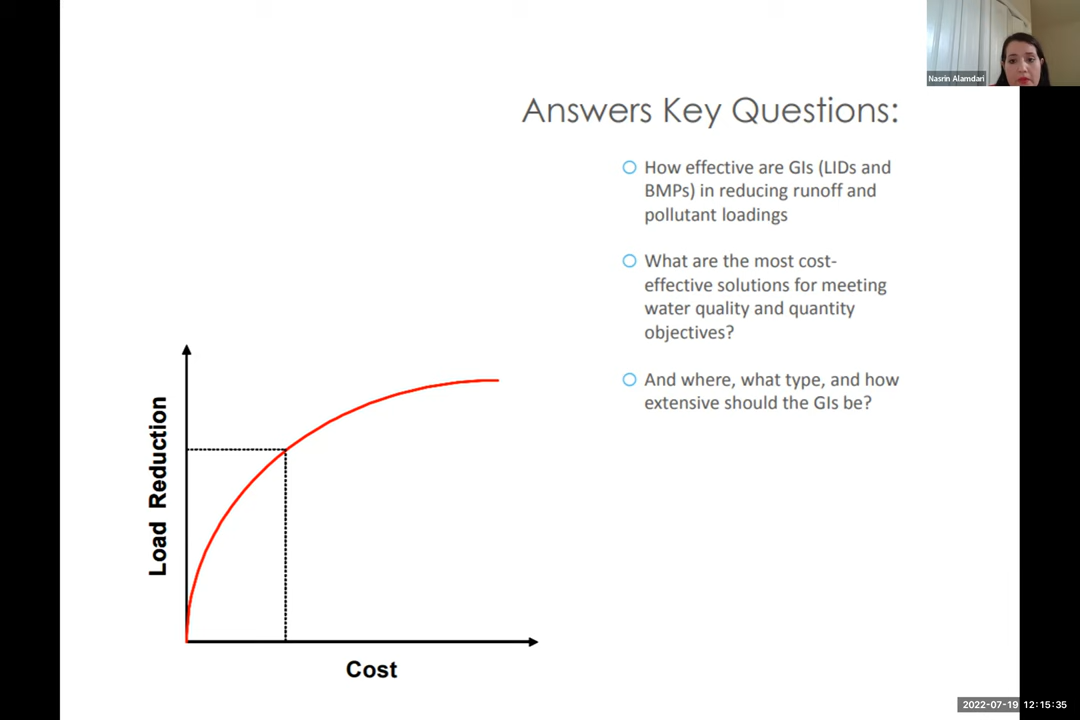 Nasrin Alamdari
Answers Key Questions:
How effective are GIs (LIDs and
BMPs) in reducing runoff and
pollutant loadings
What are the most cost-
effective solutions for meeting
water quality and quantity
objectives?
And where, what type, and how
extensive should the GIs be?
Load Reduction
Cost
2022-07-19 12:15:35